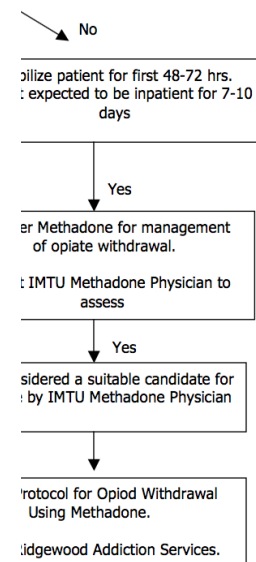 No
bilize patient for first 48-72 hrs.
t expected to be inpatient for 7-10
days
Yes
er Methadone for management
of opiate withdrawal.
t IMTU Methadone Physician to
assess
Yes
sidered a suitable candidate for
e by IMTU Methadone Physician
Protocol for Opiod Withdrawal
Using Methadone.
Ridgewood Addiction Services.